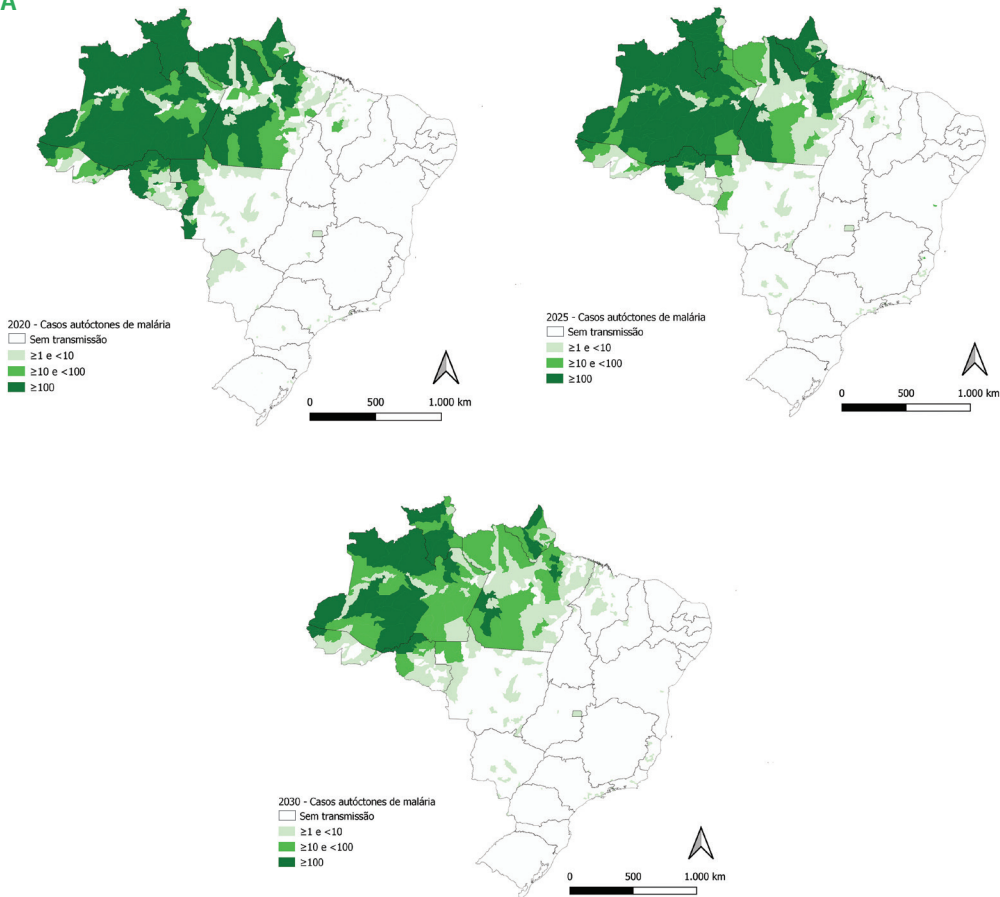 A
2020 - Casos autóctones de malária
Sem transmissão
≥1 e <10
≥10 e <100
≥100
0 500 1.000 km
2025 - Casos autóctones de malária
Sem transmissão
≥1 e <10
≥10 e <100
≥100
0 500 1.000 km
2030 - Casos autóctones de malária
Sem transmissão
≥1 e <10
≥10 e <100
≥100
0 500 1.000 km